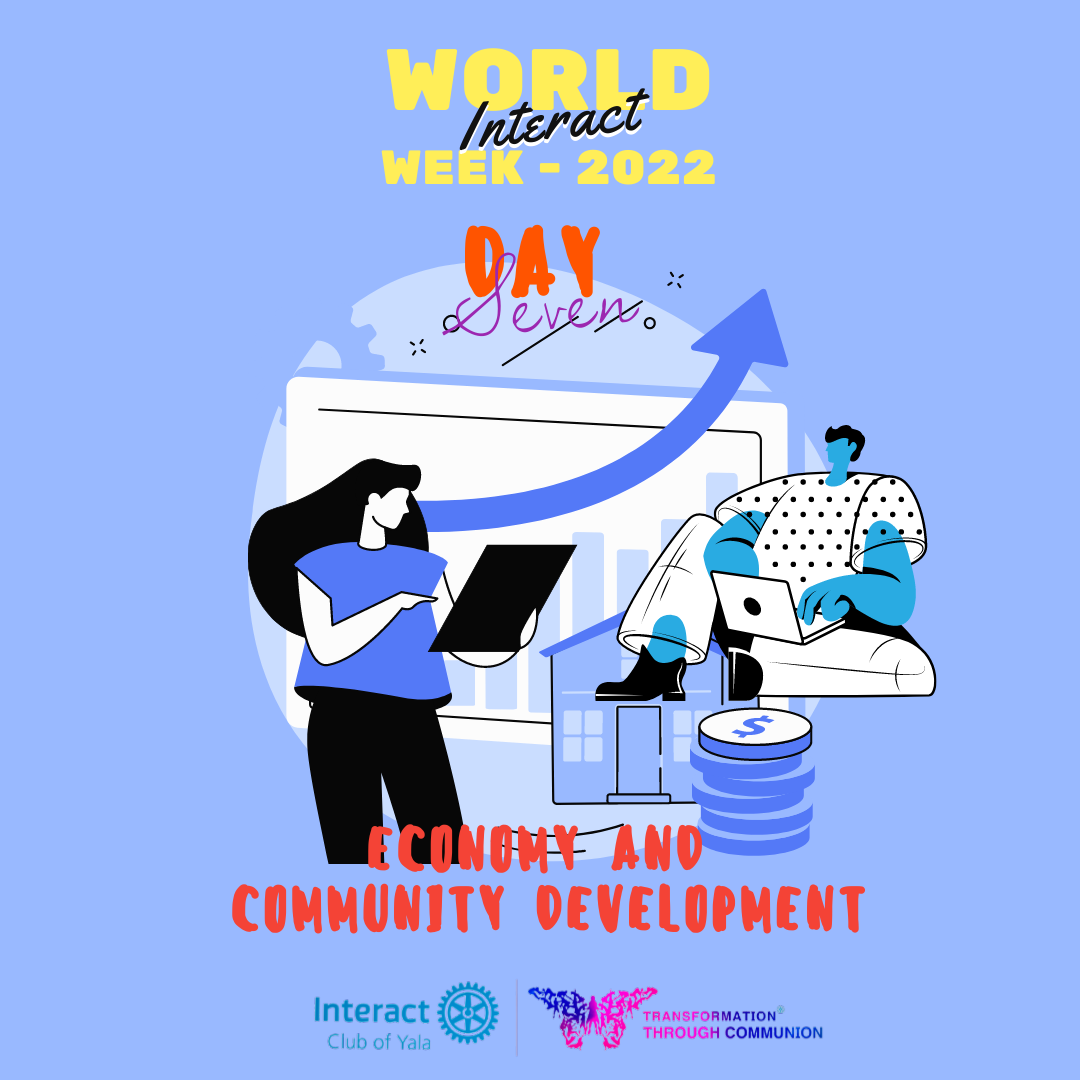 WORLD
Interact
WEEK - 2022
DAY
Seven
$
ECONOMY AND
COMMUNITY DEVELOPMENT
Interact
Club of Yala
TRANSFORMATION®
THROUGH COMMUNION